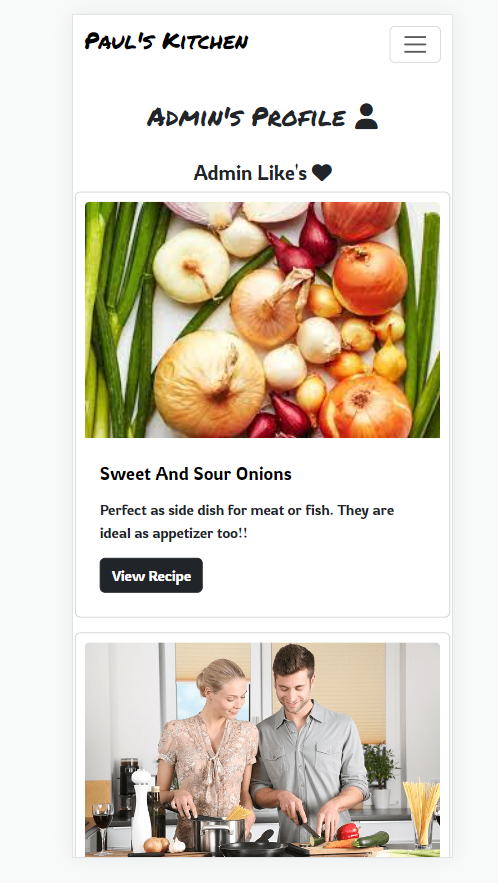 Paul's Kitchen
Admin's Profile
Admin Like's
Sweet And Sour Onions
Perfect as side dish for meat or fish. They are
ideal as appetizer too!!
View Recipe